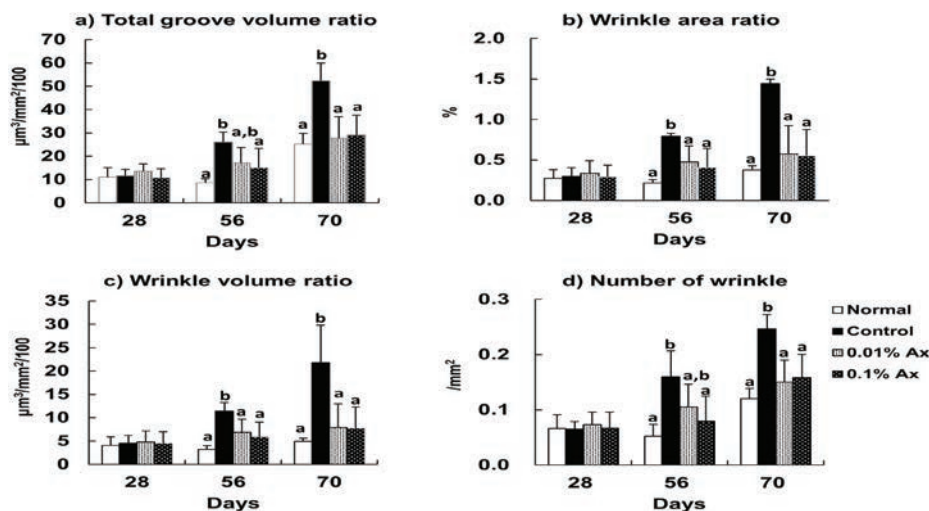 a) Total groove volume ratio
µm³/mm²/100
70
60
50
40
30
20
10
0
a
b
a,b
a
a
b
a
a
28 56 70
Days
b) Wrinkle area ratio
%
2.0
1.5
1.0
0.5
0.0
a
b
a
a
a
b
a
a
28 56 70
Days
c) Wrinkle volume ratio
µm³/mm²/100
35
30
25
20
15
10
5
0
a
b
a
a
a
b
a
a
28 56 70
Days
d) Number of wrinkle
/mm²
0.3
0.2
0.1
0.0
a
b
a,b
a
a
b
a
a
28 56 70
Days
Normal
Control
0.01% Ax
0.1% Ax